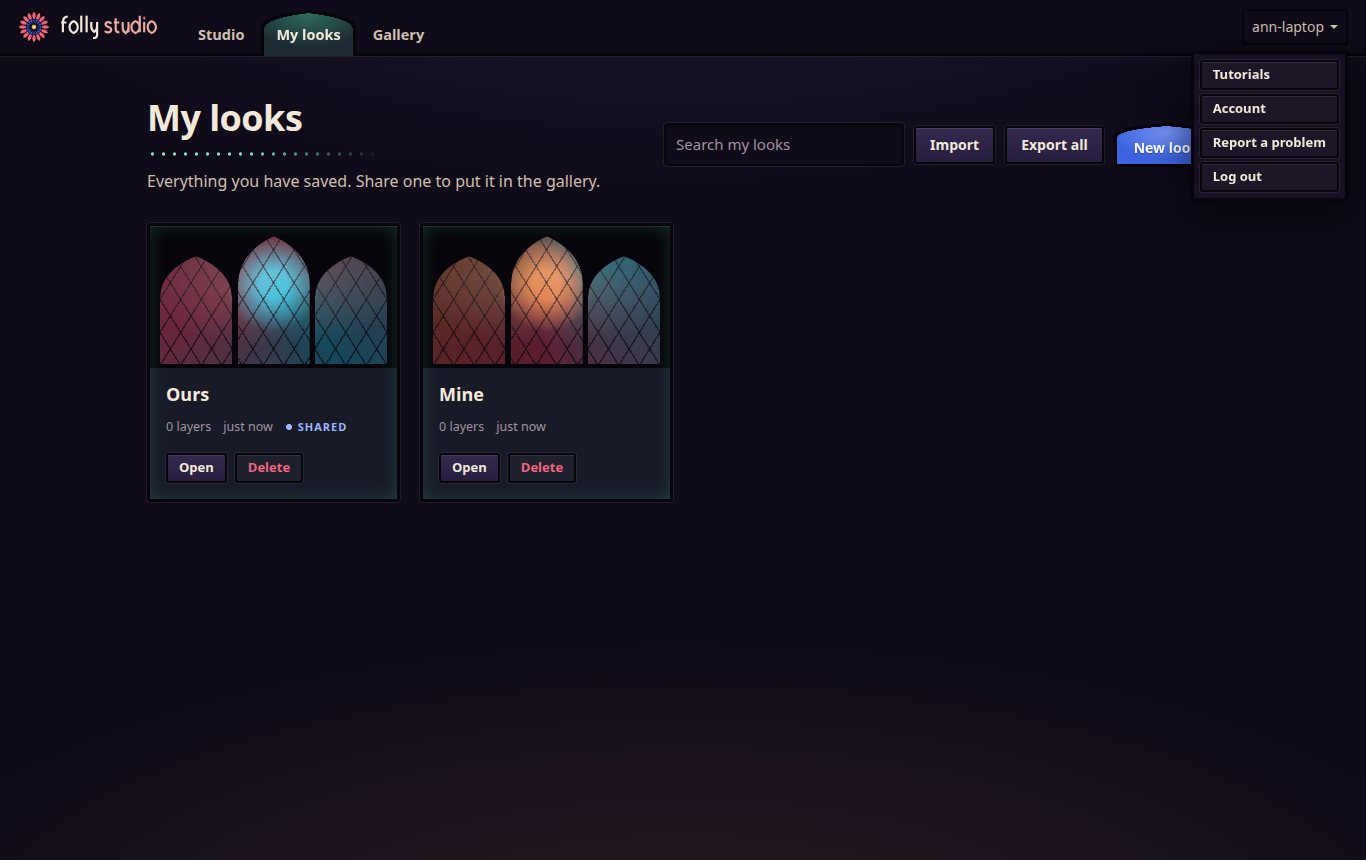 folly studio
Studio
My looks
Gallery
ann-laptop
Tutorials
Account
Report a problem
Log out
My looks
Search my looks
Import
Export all
New loo
Everything you have saved. Share one to put it in the gallery.
Ours
0 layers just now SHARED
Open
Delete
Mine
0 layers just now
Open
Delete